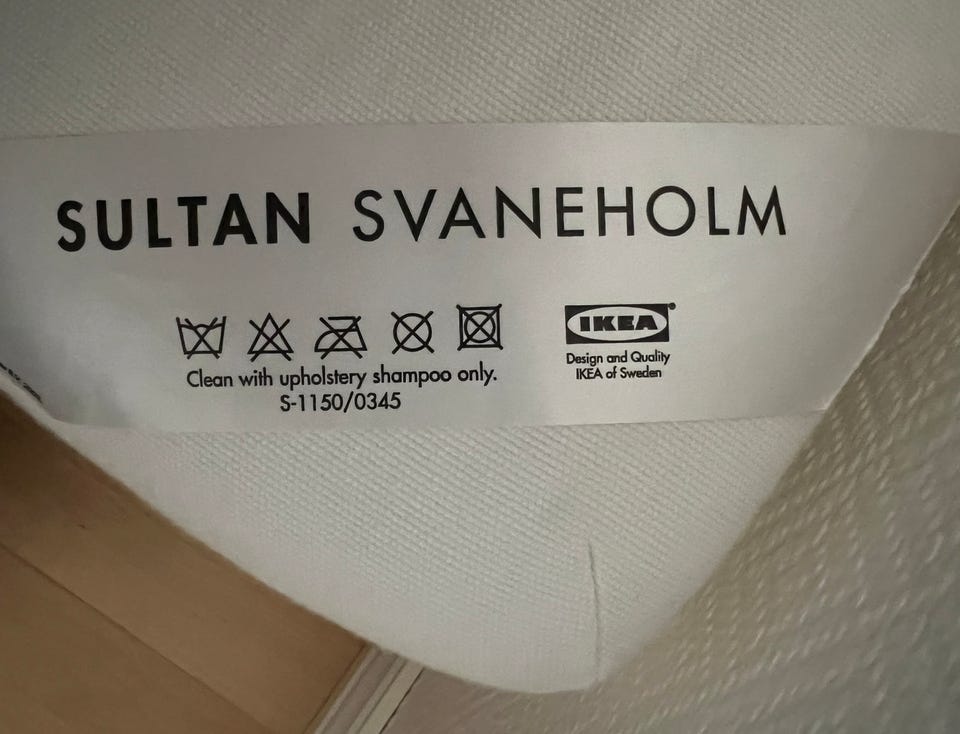 SULTAN SVANEHOLM
IKEA®
Clean with upholstery shampoo only.
S-1150/0345
Design and Quality
IKEA of Sweden